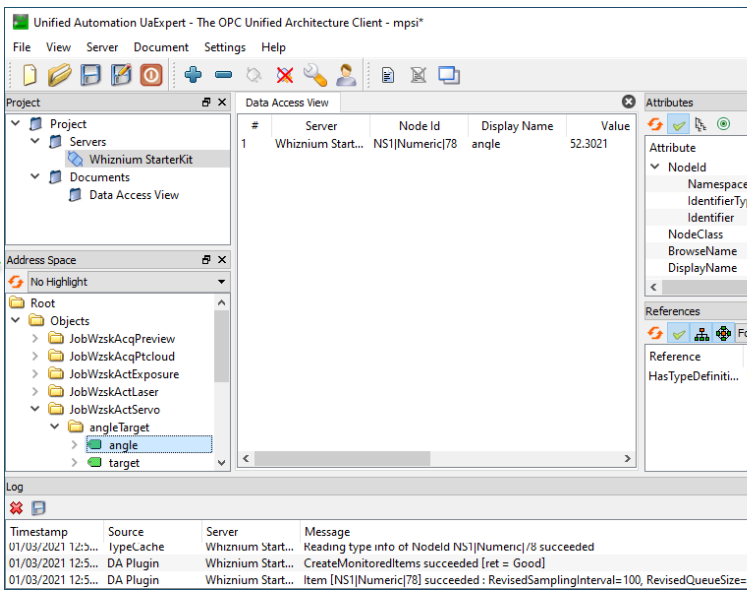 Unified Automation UaExpert - The OPC Unified Architecture Client - mpsi*
File View Server Document Settings Help
Project
Project
Servers
Whiznium StarterKit
Documents
Data Access View
Address Space
No Highlight
Root
Objects
JobWzskAcqPreview
JobWzskAcqPtcloud
JobWzskActExposure
JobWzskActLaser
JobWzskActServo
angleTarget
angle
target
Data Access View
# Server Node Id Display Name Value
1 Whiznium Start... NS1|Numeric|78 angle 52.3021
Attributes
Attribute
NodeId
Namespace
IdentifierTy
Identifier
NodeClass
BrowseName
DisplayName
References
Fo
Reference
HasTypeDefiniti...
Log
Timestamp Source Server Message
01/03/2021 12:5... TypeCache Whiznium Start... Reading type info of NodeId NS1|Numeric|78 succeeded
01/03/2021 12:5... DA Plugin Whiznium Start... CreateMonitoredItems succeeded [ret = Good]
01/03/2021 12:5... DA Plugin Whiznium Start... Item [NS1|Numeric|78] succeeded : RevisedSamplingInterval=100, RevisedQueueSize=